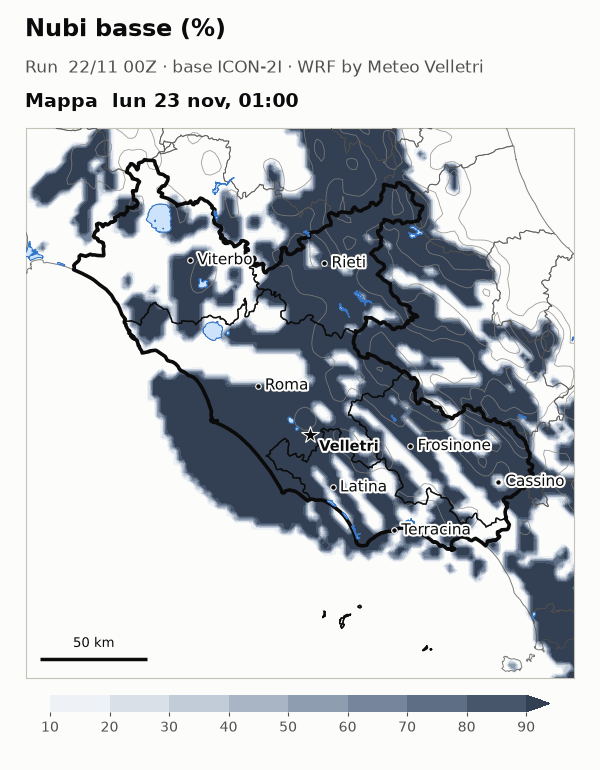 Nubi basse (%)
Run  22/11 00Z · base ICON-2I · WRF by Meteo Velletri
Mappa  lun 23 nov, 01:00
Viterbo
Rieti
Roma
Velletri
Frosinone
Latina
Cassino
Terracina
50 km
10 20 30 40 50 60 70 80 90